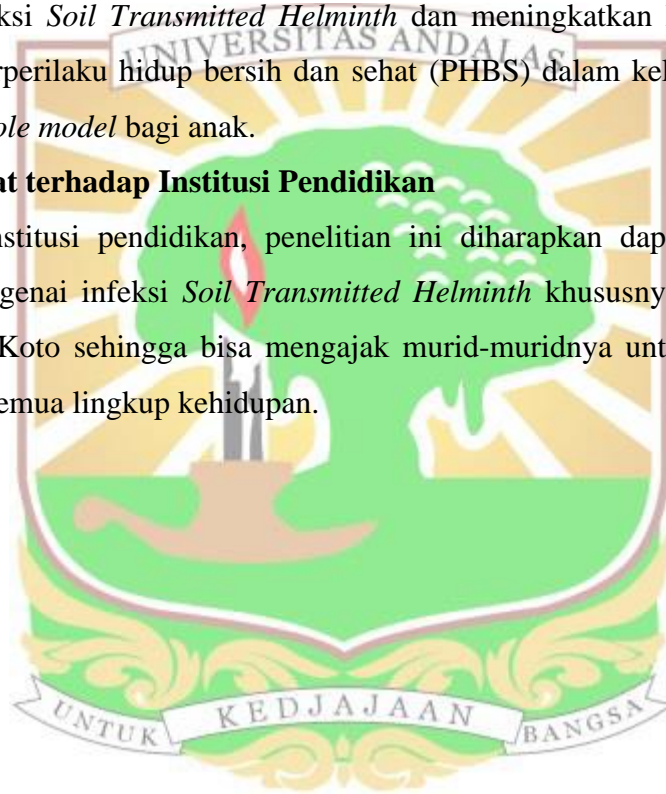 ksi Soil Transmitted Helminth dan meningkatkan
UNIVERSITAS ANDALAS
rperilaku hidup bersih dan sehat (PHBS) dalam kel
ole model bagi anak.
at terhadap Institusi Pendidikan
nstitusi pendidikan, penelitian ini diharapkan dap
genai infeksi Soil Transmitted Helminth khususny
Koto sehingga bisa mengajak murid-muridnya unt
emua lingkup kehidupan.
UNTUK KEDJAJAAN BANGSA